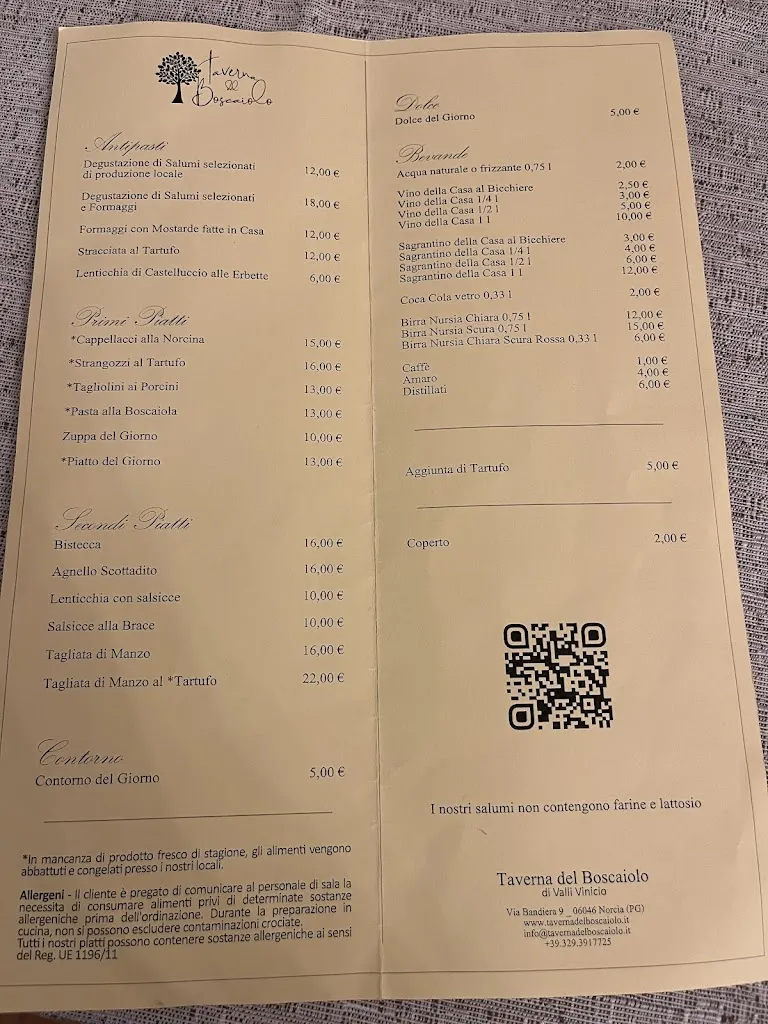 Taverna
del
Boscaiolo
Antipasti
Degustazione di Salumi selezionati
di produzione locale 12,00 €
Degustazione di Salumi selezionati
e Formaggi 18,00 €
Formaggi con Mostarde fatte in Casa 12,00 €
Stracciata al Tartufo 12,00 €
Lenticchia di Castelluccio alle Erbette 6,00 €
Primi Piatti
*Cappellacci alla Norcina 15,00 €
*Strangozzi al Tartufo 16,00 €
*Tagliolini ai Porcini 13,00 €
*Pasta alla Boscaiola 13,00 €
Zuppa del Giorno 10,00 €
*Piatto del Giorno 13,00 €
Secondi Piatti
Bistecca 16,00 €
Agnello Scottadito 16,00 €
Lenticchia con salsicce 10,00 €
Salsicce alla Brace 10,00 €
Tagliata di Manzo 16,00 €
Tagliata di Manzo al *Tartufo 22,00 €
Contorno
Contorno del Giorno 5,00 €
*In mancanza di prodotto fresco di stagione, gli alimenti vengono
abbattuti e congelati presso i nostri locali.
Allergeni - Il cliente è pregato di comunicare al personale di sala la
necessita di consumare alimenti privi di determinate sostanze
allergeniche prima dell'ordinazione. Durante la preparazione in
cucina, non si possono escludere contaminazioni crociate.
Tutti i nostri piatti possono contenere sostanze allergeniche ai sensi
del Reg. UE 1196/11
Dolce
Dolce del Giorno 5,00 €
Bevande
Acqua naturale o frizzante 0,75 l 2,00 €
Vino della Casa al Bicchiere 2,50 €
Vino della Casa 1/4 l 3,00 €
Vino della Casa 1/2 l 5,00 €
Vino della Casa 1 l 10,00 €
Sagrantino della Casa al Bicchiere 3,00 €
Sagrantino della Casa 1/4 l 4,00 €
Sagrantino della Casa 1/2 l 6,00 €
Sagrantino della Casa 1 l 12,00 €
Coca Cola vetro 0,33 l 2,00 €
Birra Nursia Chiara 0,75 l 12,00 €
Birra Nursia Scura 0,75 l 15,00 €
Birra Nursia Chiara Scura Rossa 0,33 l 6,00 €
Caffè 1,00 €
Amaro 4,00 €
Distillati 6,00 €
Aggiunta di Tartufo 5,00 €
Coperto 2,00 €
I nostri salumi non contengono farine e lattosio
Taverna del Boscaiolo
di Valli Vinicio
Via Bandiera 9 _ 06046 Norcia (PG)
www.tavernadelboscaiolo.it
info@tavernadelboscaiolo.it
+39.329.3917725